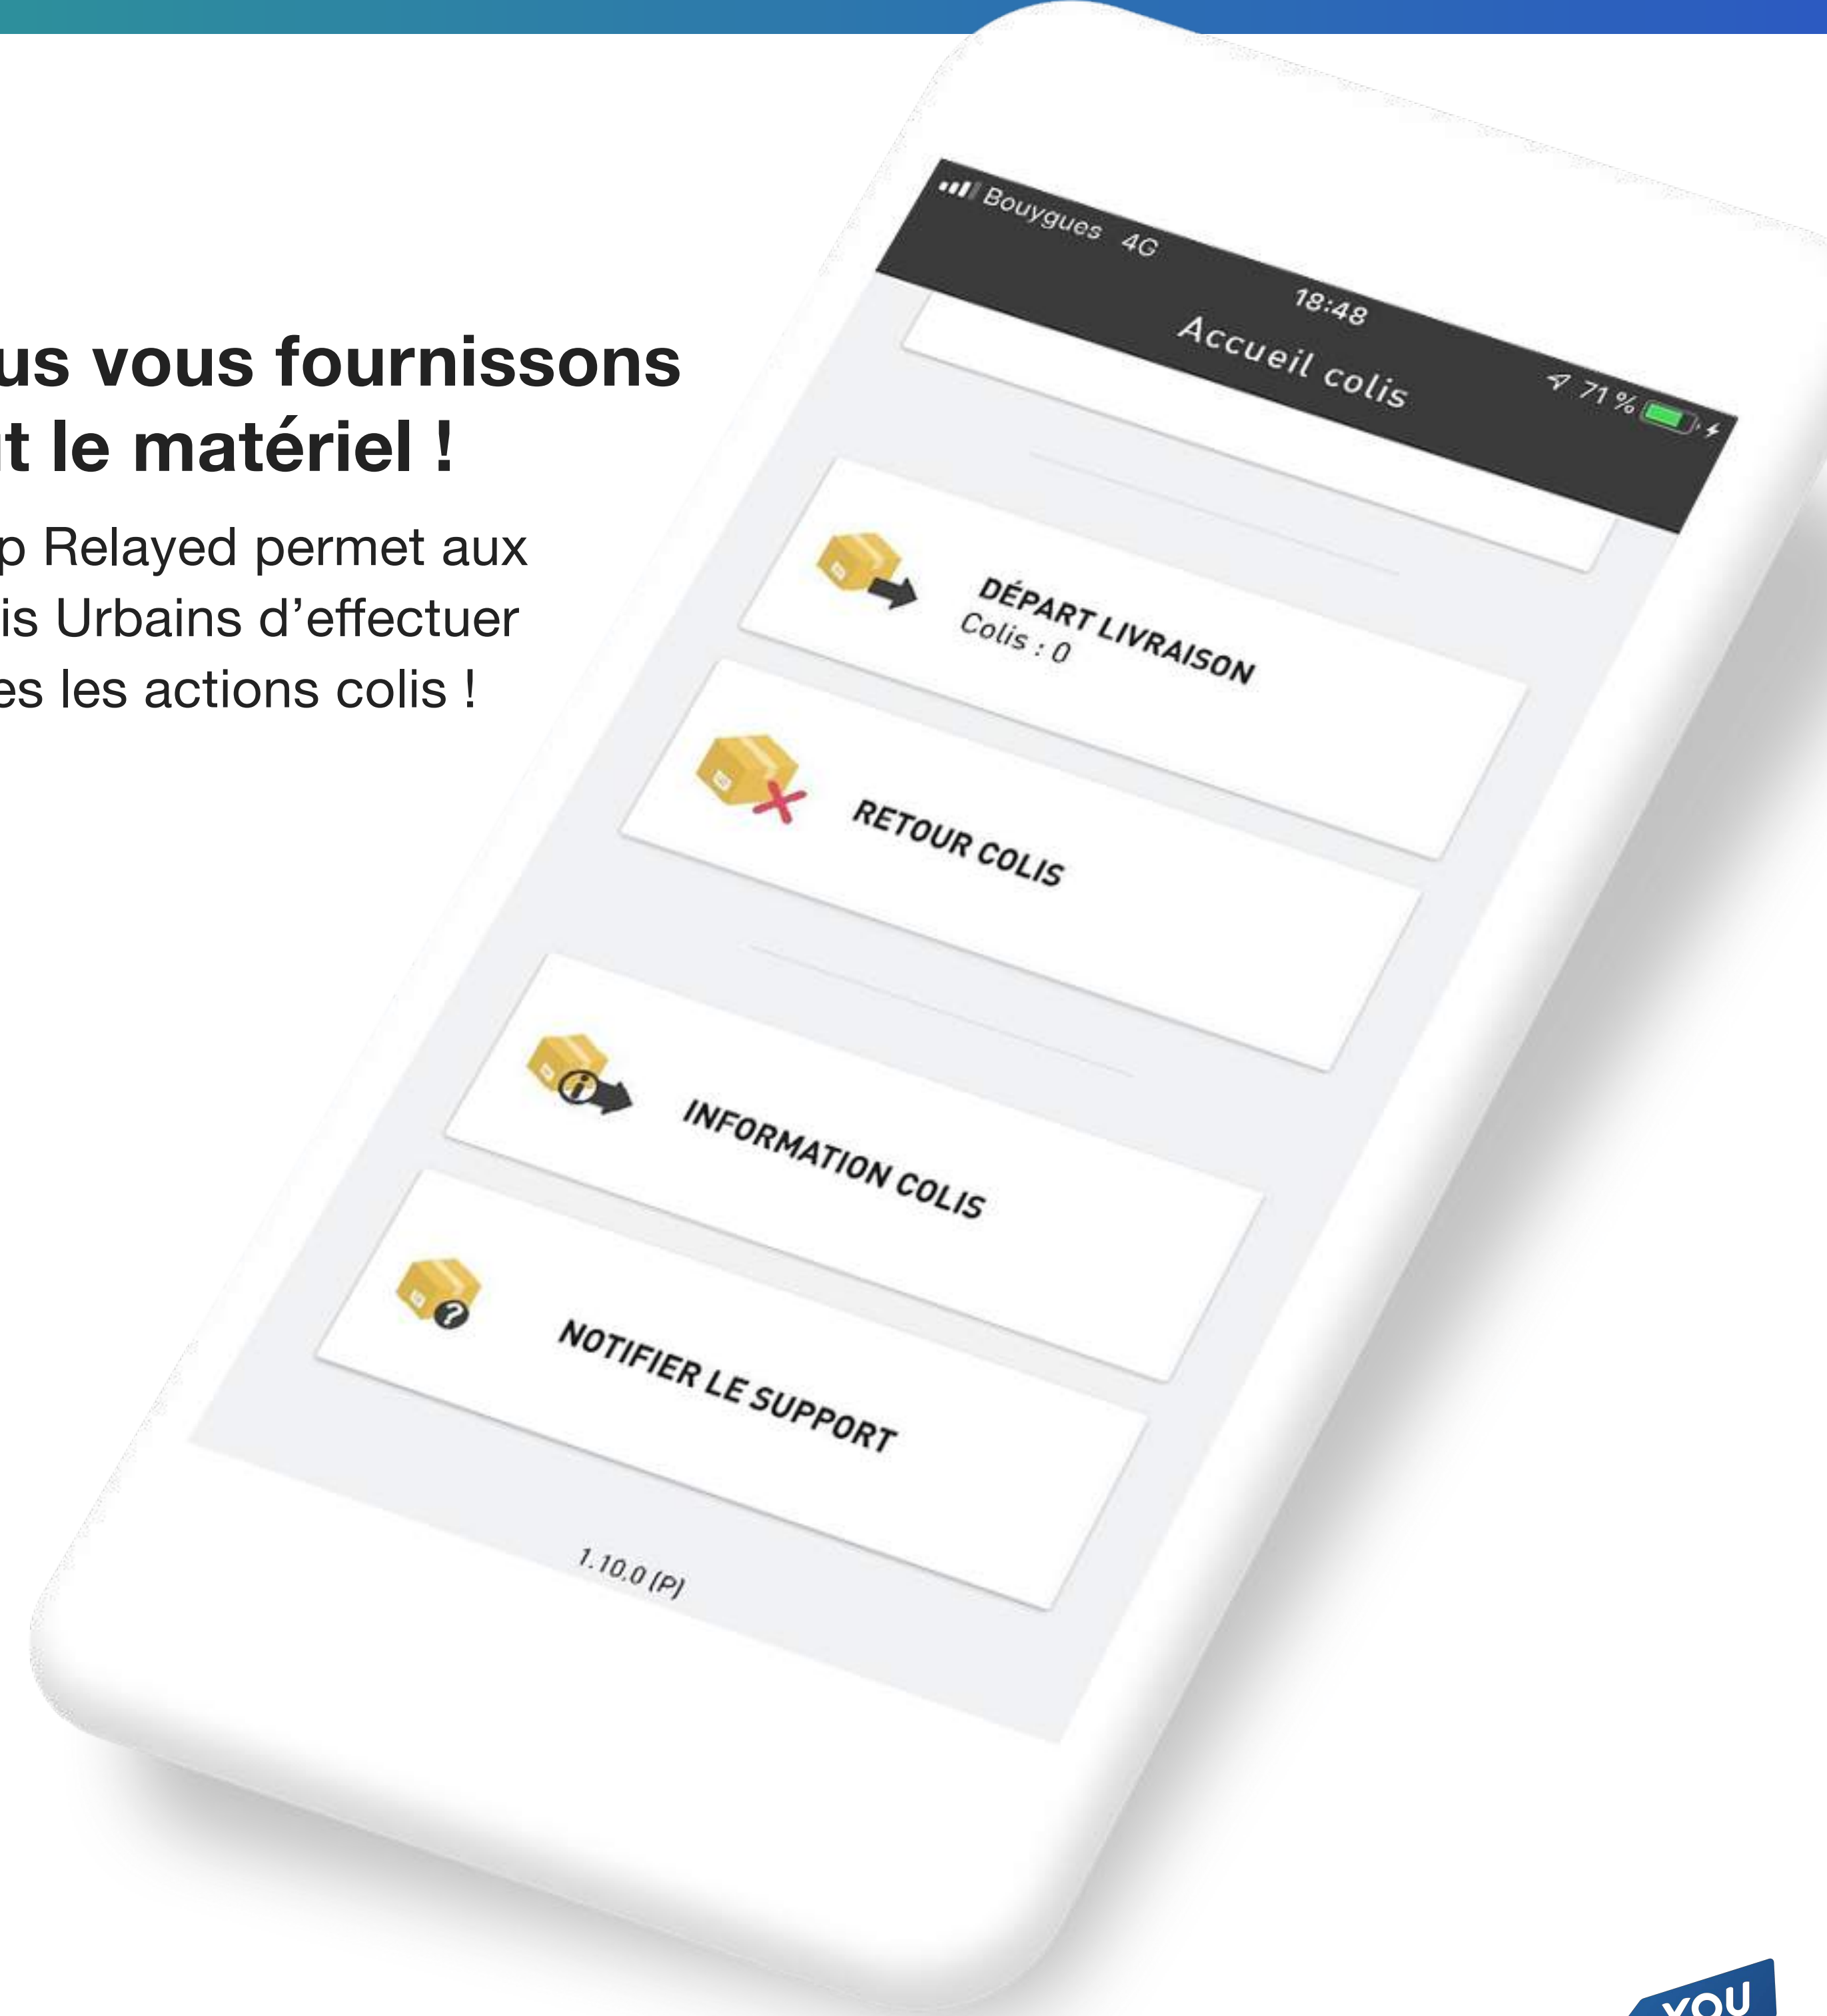 us vous fournissons
t le matériel !
p Relayed permet aux
is Urbains d’effectuer
es les actions colis !
Bouygues 4G
18:48
71 %
Accueil colis
DÉPART LIVRAISON
Colis : 0
RETOUR COLIS
INFORMATION COLIS
NOTIFIER LE SUPPORT
1.10.0 (P)
YOU